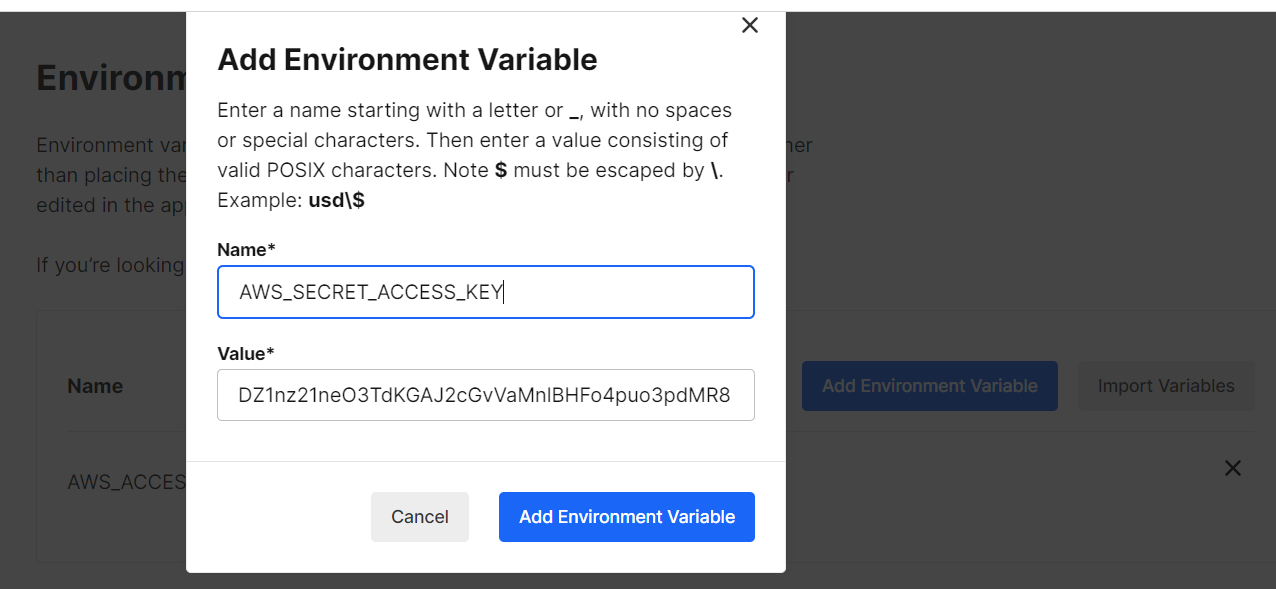 Add Environment Variable
Enter a name starting with a letter or _, with no spaces
or special characters. Then enter a value consisting of
valid POSIX characters. Note $ must be escaped by \.
Example: usd\$
Name*
AWS_SECRET_ACCESS_KEY
Value*
Cancel
Add Environment Variable
Environm
Environment var
than placing the
edited in the ap
If you're looking
Name
Add Environment Variable
Import Variables
AWS_ACCES